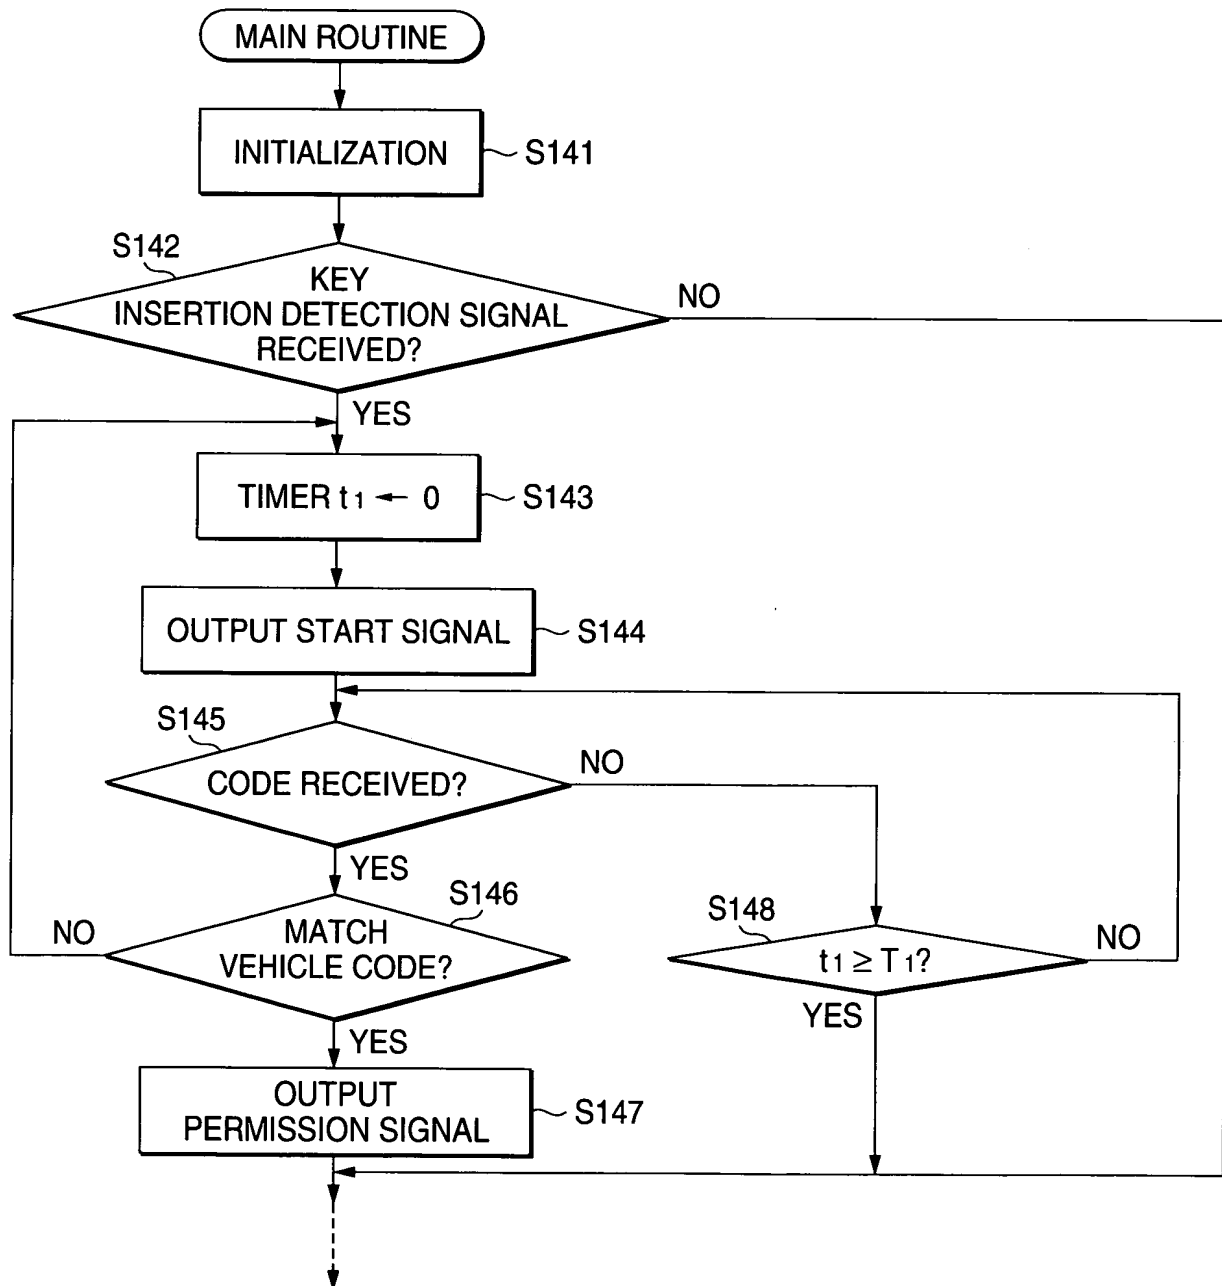 MAIN ROUTINE
INITIALIZATION
S141
S142
KEY
INSERTION DETECTION SIGNAL
RECEIVED?
NO
YES
TIMER t1 ← 0
S143
OUTPUT START SIGNAL
S144
S145
CODE RECEIVED?
NO
YES
S146
MATCH
VEHICLE CODE?
NO
S148
t1 ≥ T1?
NO
YES
YES
OUTPUT
PERMISSION SIGNAL
S147